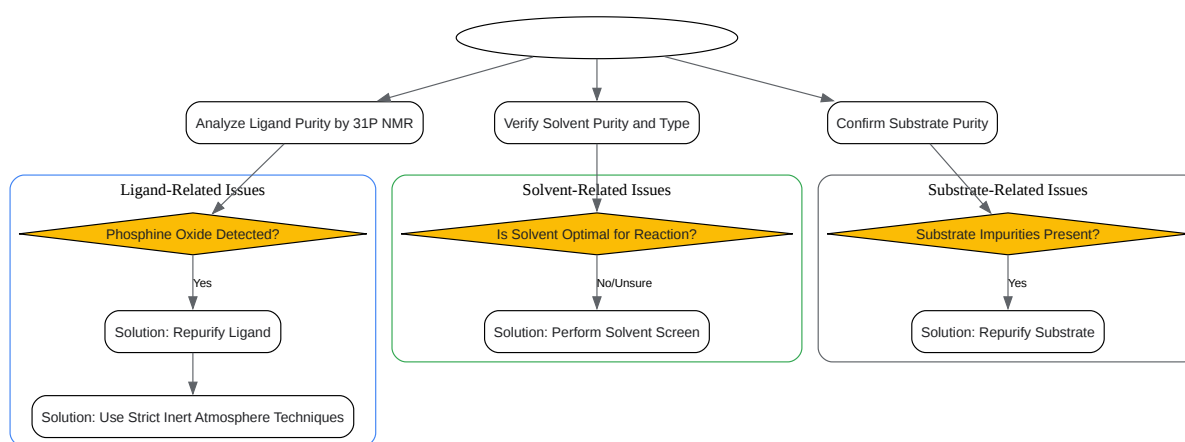 Analyze Ligand Purity by 31P NMR
Verify Solvent Purity and Type
Confirm Substrate Purity
Ligand-Related Issues
Solvent-Related Issues
Substrate-Related Issues
Phosphine Oxide Detected?
Is Solvent Optimal for Reaction?
Substrate Impurities Present?
Yes
No/Unsure
Yes
Solution: Repurify Ligand
Solution: Perform Solvent Screen
Solution: Repurify Substrate
Solution: Use Strict Inert Atmosphere Techniques